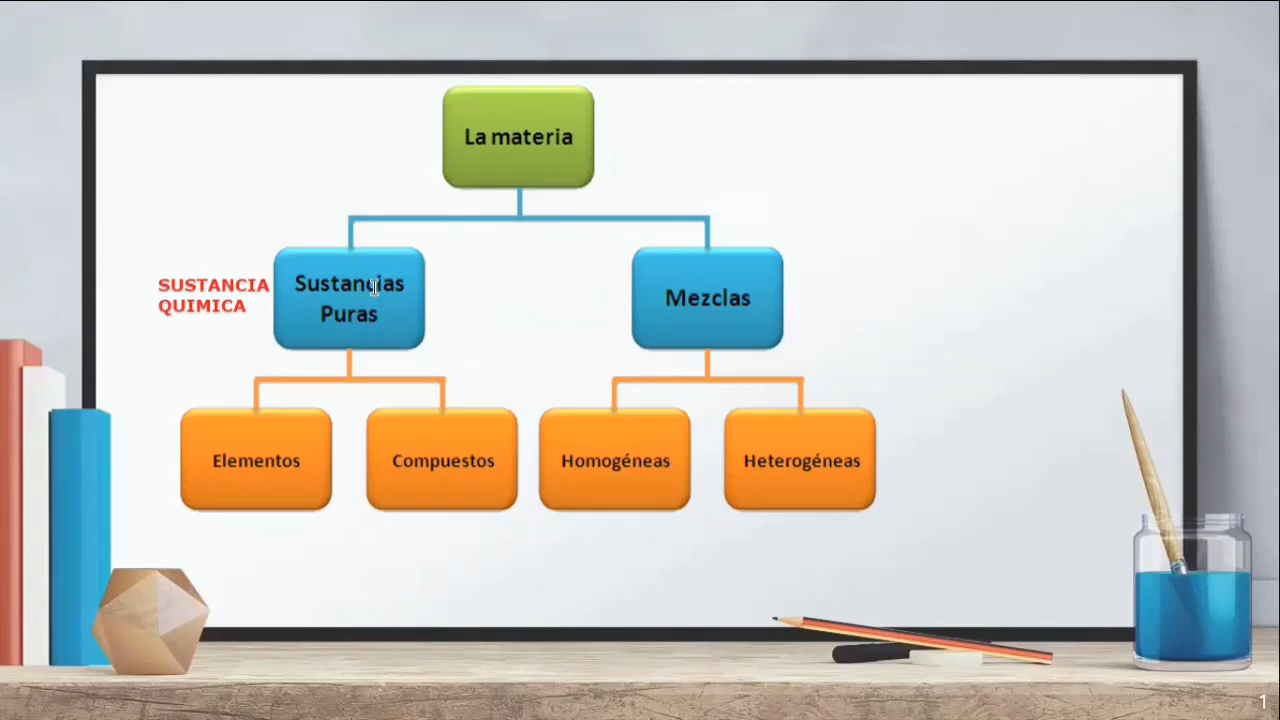 La materia
SUSTANCIA
QUIMICA
Sustancias
Puras
Mezclas
Elementos
Compuestos
Homogéneas
Heterogéneas
1